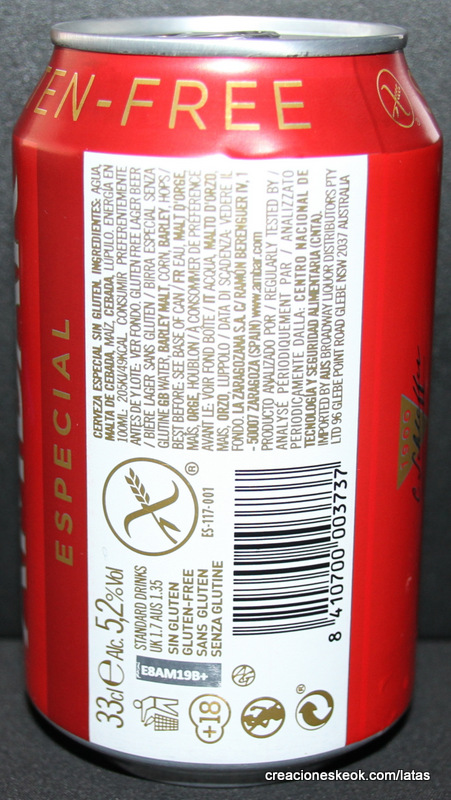 EN-FREE
ESPECIAL
CERVEZA ESPECIAL SIN GLUTEN. INGREDIENTES: AGUA,
MALTA DE CEBADA, MAÍZ, CEBADA, LÚPULO. ENERGÍA EN
100ML: 205KJ/49KCAL. CONSUMIR PREFERENTEMENTE
ANTES DE Y LOTE: VER FONDO. GLUTEN FREE LAGER BEER
/ BIERE LAGER SANS GLUTEN / BIRRA ESPECIAL SENZA
GLUTINE GB WATER, BARLEY MALT, CORN, BARLEY, HOPS/
BEST BEFORE: SEE BASE OF CAN / FR EAU, MALT D'ORGE,
MAÏS, ORGE, HOUBLON / À CONSOMMER DE PREFERENCE
AVANT LE: VOIR FOND BOÎTE / IT ACQUA, MALTO D'ORZO,
MAIS, ORZO, LUPPOLO / DATA DI SCADENZA: VEDERE IL
FONDO. LA ZARAGOZANA S.A. C/ RAMÓN BERENGUER IV, 1
- 50007 ZARAGOZA (SPAIN) www.ambar.com
PRODUCTO ANALIZADO POR / REGULARLY TESTED BY /
ANALYSE PERIODIQUEMENT PAR / ANALIZZATO
PERIODICAMENTE DALLA: CENTRO NACIONAL DE
TECNOLOGÍA Y SEGURIDAD ALIMENTARIA (CNTA).
IMPORTED BY AUS BROADWAY LIQUOR DISTRIBUTORS PTY
LTD 96 GLEBE POINT ROAD GLEBE NSW 2037 AUSTRALIA
®
ES-117-001
8 410700 003737
33cl e Alc. 5,2% Vol
STANDARD DRINKS
UK 1.7 AUS 1.35
SIN GLUTEN
GLUTEN-FREE
SANS GLUTEN
SENZA GLUTINE
E8AM19B+
+18
®
1900
creacioneskeok.com/latas